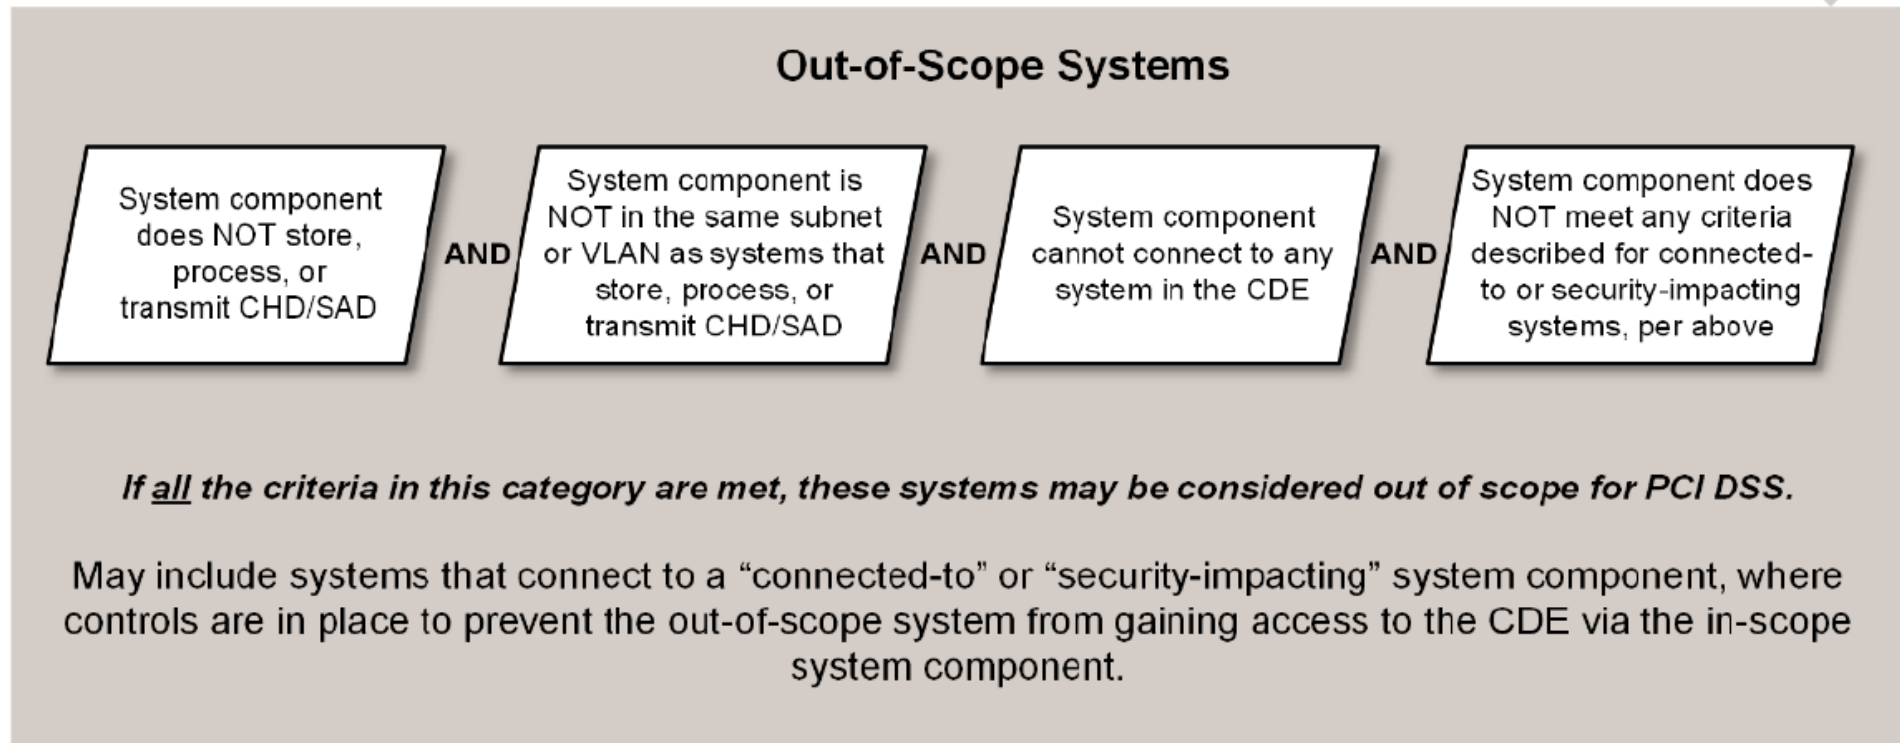 Out-of-Scope Systems
System component
does NOT store,
process, or
transmit CHD/SAD
AND
System component is
NOT in the same subnet
or VLAN as systems that
store, process, or
transmit CHD/SAD
AND
System component
cannot connect to any
system in the CDE
AND
System component does
NOT meet any criteria
described for connected-
to or security-impacting
systems, per above
If all the criteria in this category are met, these systems may be considered out of scope for PCI DSS.
May include systems that connect to a “connected-to” or “security-impacting” system component, where
controls are in place to prevent the out-of-scope system from gaining access to the CDE via the in-scope
system component.